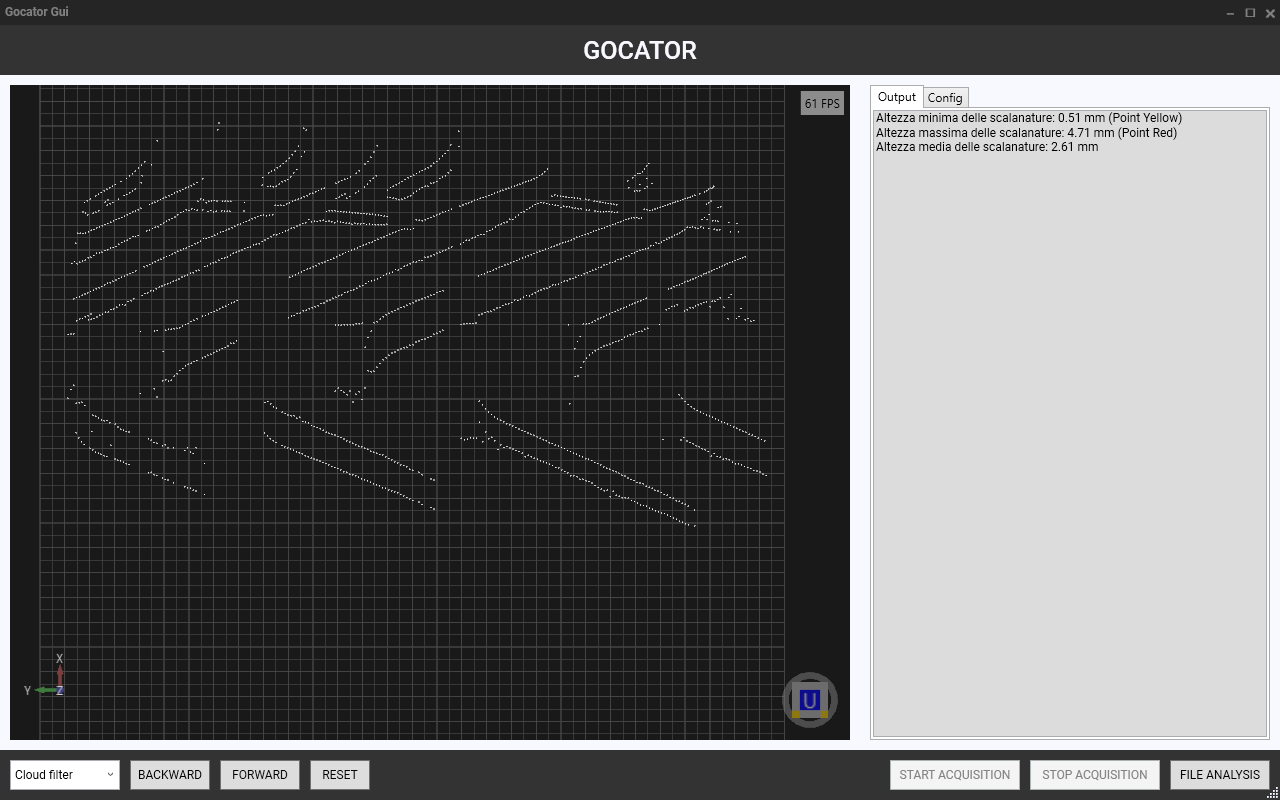 Gocator Gui
GOCATOR
61 FPS
Output
Config
Altezza minima delle scalanature: 0.51 mm (Point Yellow)
Altezza massima delle scalanature: 4.71 mm (Point Red)
Altezza media delle scalanature: 2.61 mm
X
Y
Z
U
Cloud filter
BACKWARD
FORWARD
RESET
START ACQUISITION
STOP ACQUISITION
FILE ANALYSIS